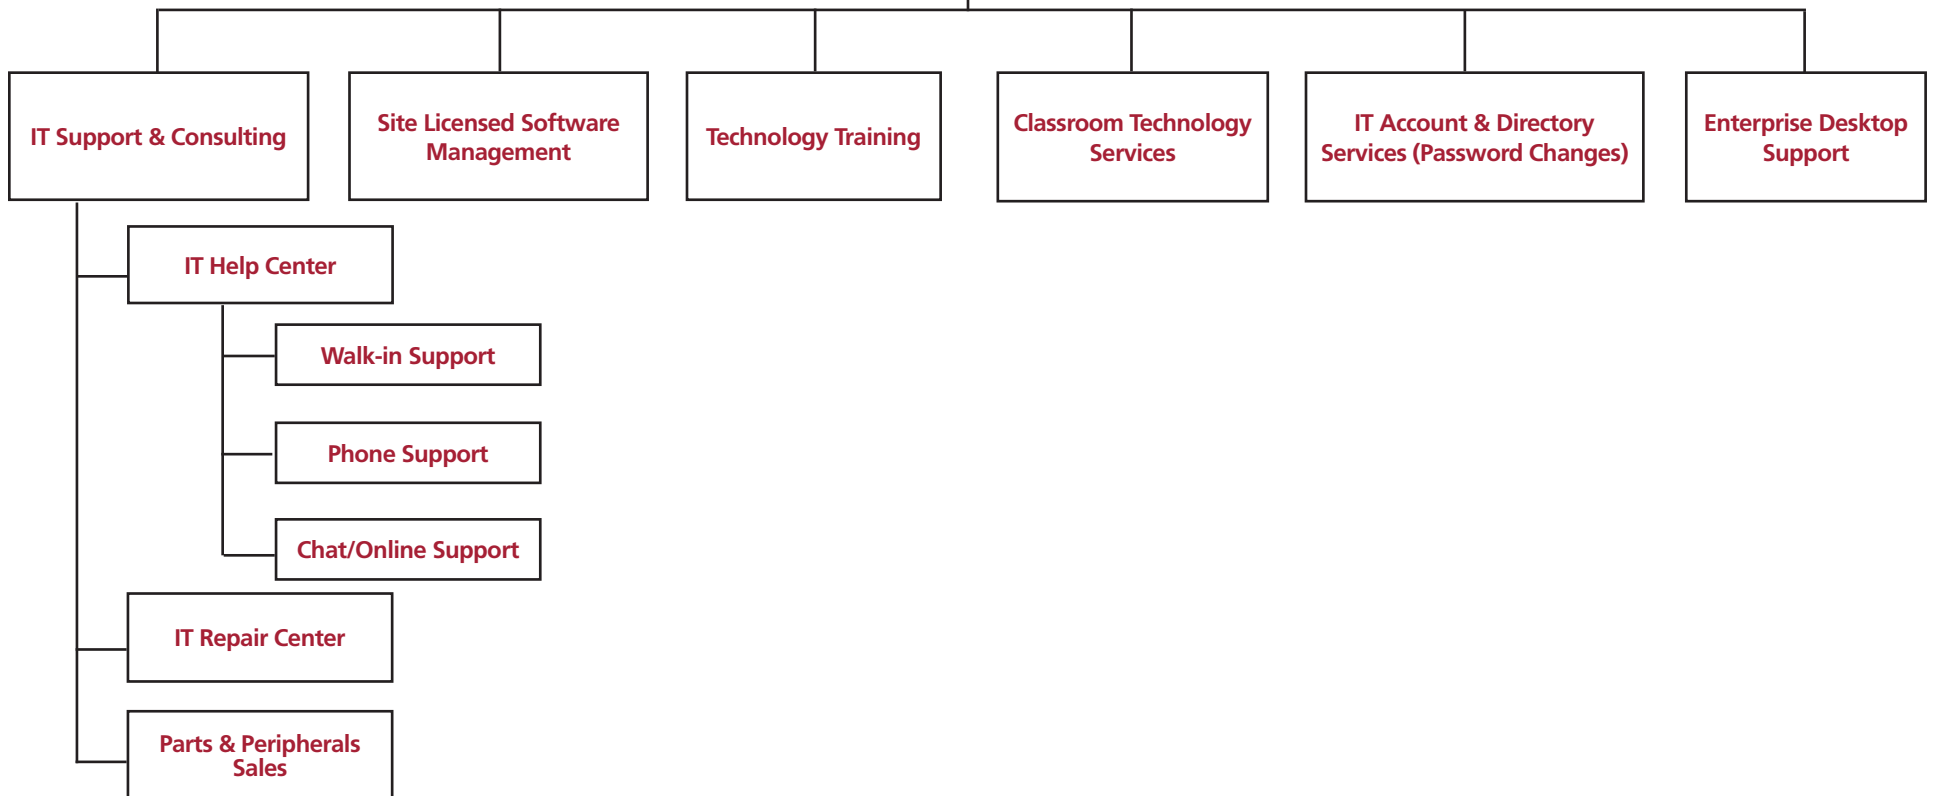 IT Support & Consulting
Site Licensed Software
Management
Technology Training
Classroom Technology
Services
IT Account & Directory
Services (Password Changes)
Enterprise Desktop
Support
IT Help Center
Walk-in Support
Phone Support
Chat/Online Support
IT Repair Center
Parts & Peripherals
Sales